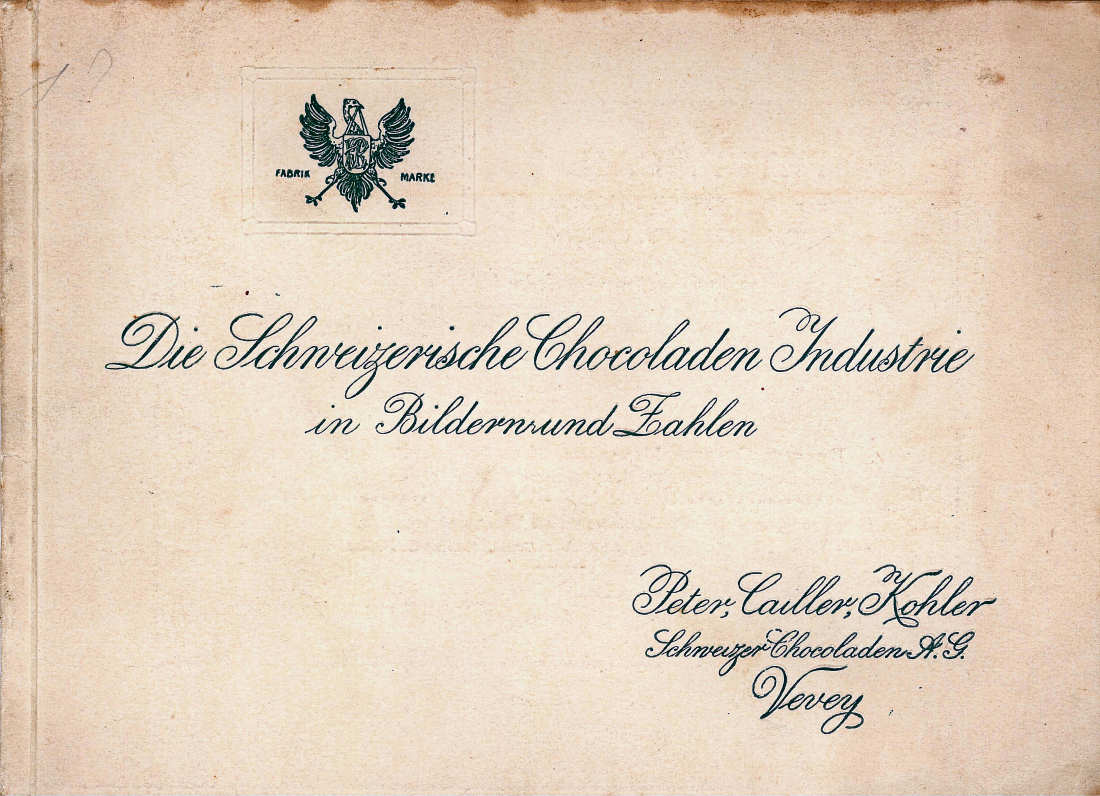 FABRIK MARKE
Die Schweizerische Chocoladen Industrie
in Bildern und Zahlen
Peter, Cailler, Kohler
Schweizer Chocoladen A. G.
Vevey